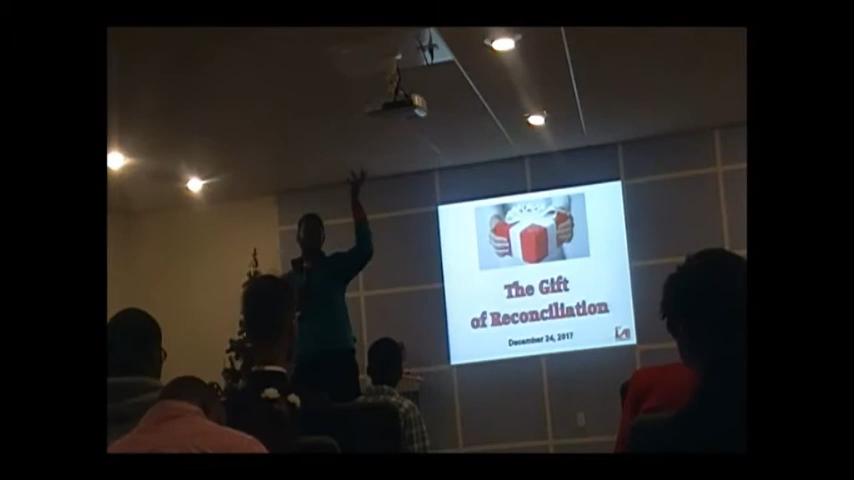 The Gift
of Reconciliation
December 24, 2017